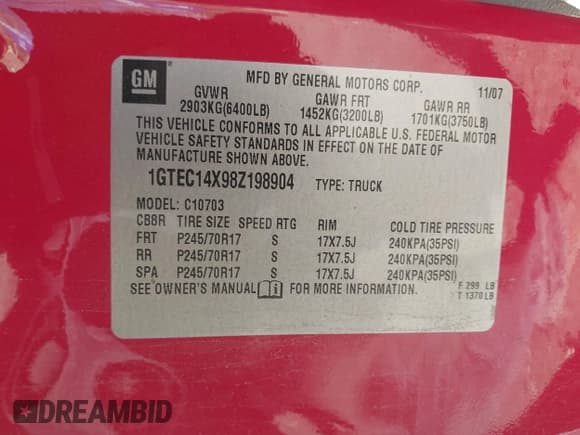 GM
MFD BY GENERAL MOTORS CORP. 11/07
GVWR GAWR FRT GAWR RR
2903KG(6400LB) 1452KG(3200LB) 1701KG(3750LB)
THIS VEHICLE CONFORMS TO ALL APPLICABLE U.S. FEDERAL MOTOR
VEHICLE SAFETY STANDARDS IN EFFECT ON THE DATE OF
MANUFACTURE SHOWN ABOVE.
1GTEC14X98Z198904 TYPE: TRUCK
MODEL: C10703
CB8R TIRE SIZE SPEED RTG RIM COLD TIRE PRESSURE
FRT P245/70R17 S 17X7.5J 240KPA(35PSI)
RR P245/70R17 S 17X7.5J 240KPA(35PSI)
SPA P245/70R17 S 17X7.5J 240KPA(35PSI)
SEE OWNER'S MANUAL FOR MORE INFORMATION. F 299 LB
T 1370 LB
DREAMBID